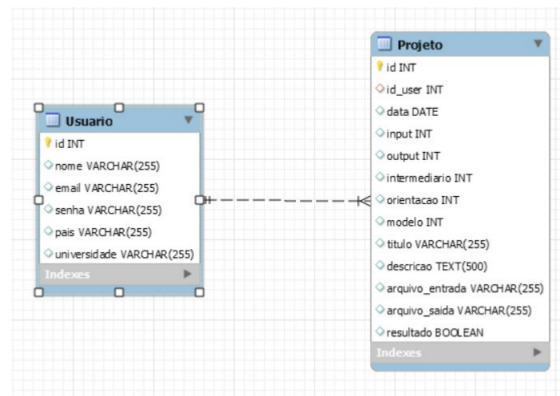 Usuario
id INT
nome VARCHAR(255)
email VARCHAR(255)
senha VARCHAR(255)
pais VARCHAR(255)
universidade VARCHAR(255)
Indexes
Projeto
id INT
id_user INT
data DATE
input INT
output INT
intermediario INT
orientacao INT
modelo INT
titulo VARCHAR(255)
descricao TEXT(500)
arquivo_entrada VARCHAR(255)
arquivo_saida VARCHAR(255)
resultado BOOLEAN
Indexes